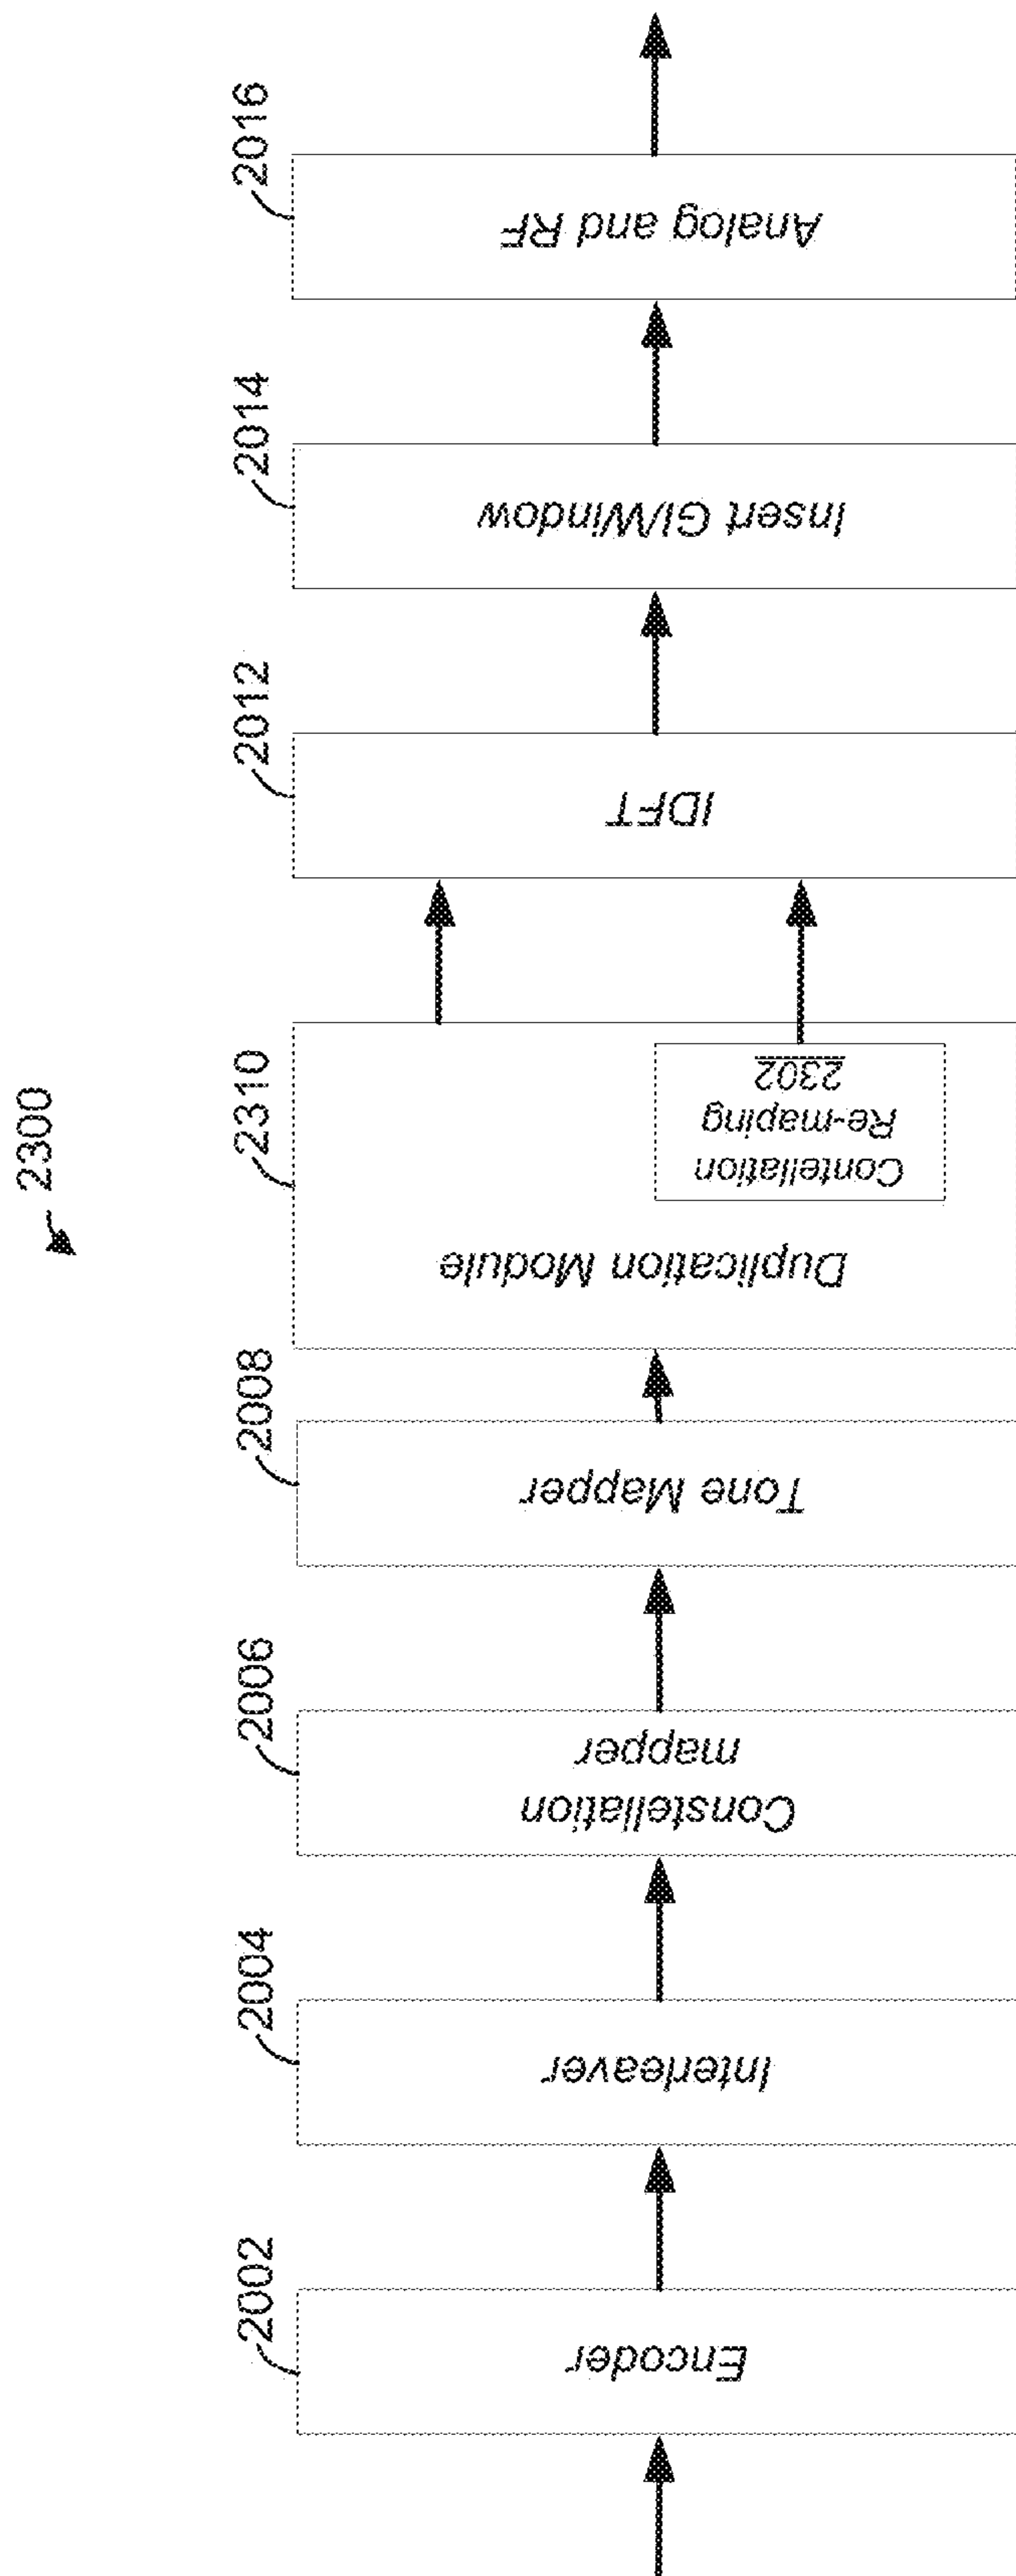 2300
2002
Encoder
2004
Interleaver
2006
Constellation
mapper
2008
Tone Mapper
2310
Duplication Module
Contellation
Re-maping
2302
2012
IDFT
2014
Insert GI/Window
2016
Analog and RF